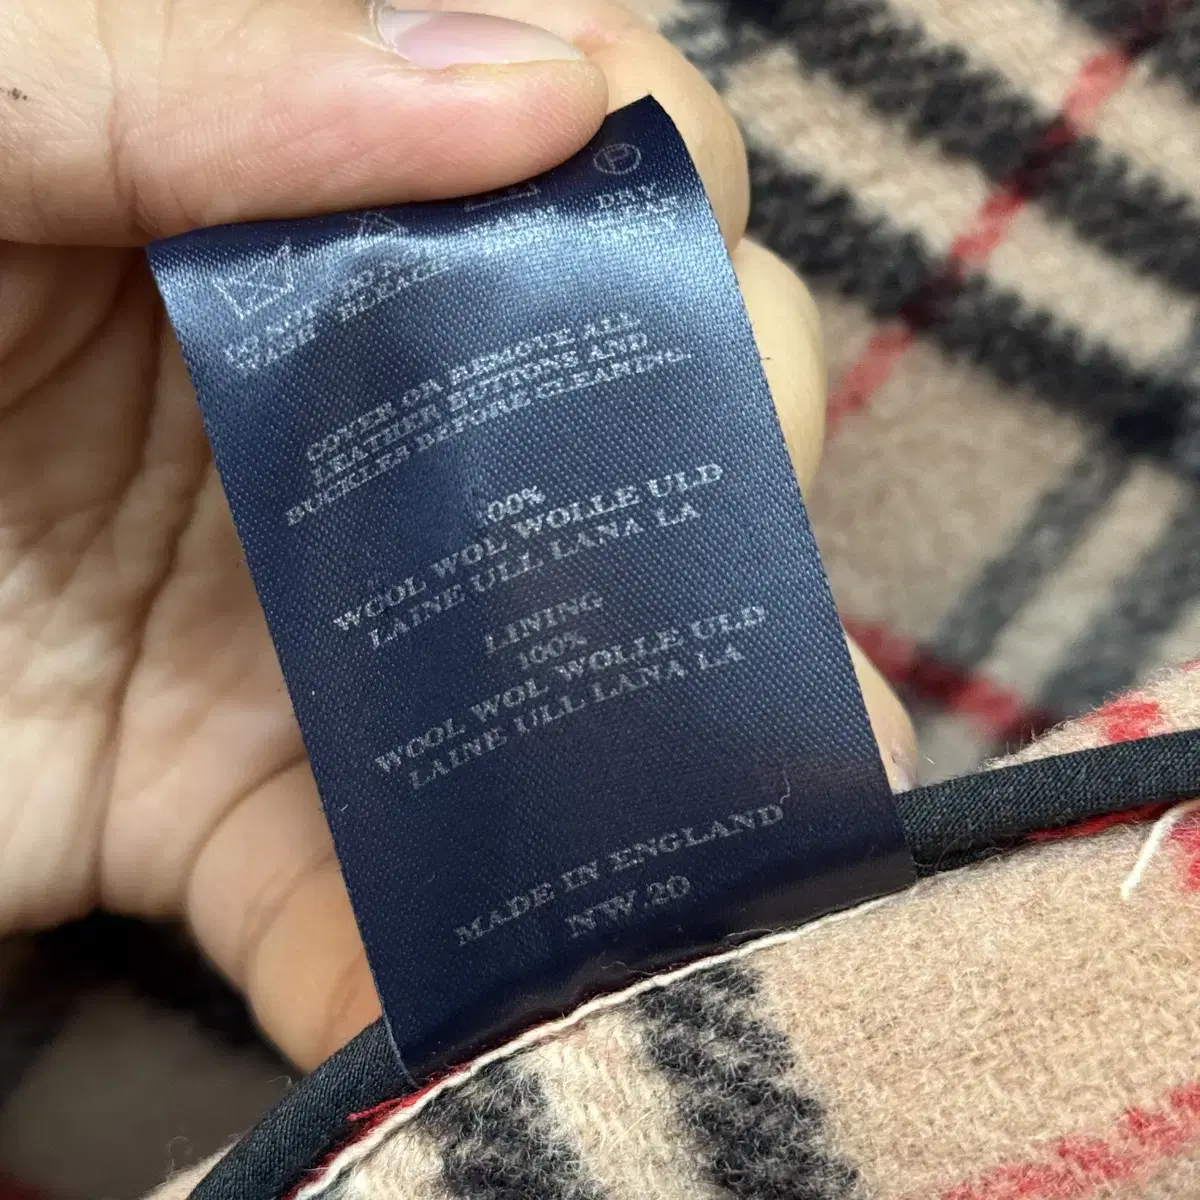 P
DO NOT
WASH
BLEACH
IRON
DRY
CLEAN
ONLY
COVER OR REMOVE ALL
LEATHER BUTTONS AND
BUCKLES BEFORE CLEANING.
100%
WOOL WOL WOLLE ULD
LAINE ULL LANA LA
LINING
100%
WOOL WOL WOLLE ULD
LAINE ULL LANA LA
MADE IN ENGLAND
NW.20